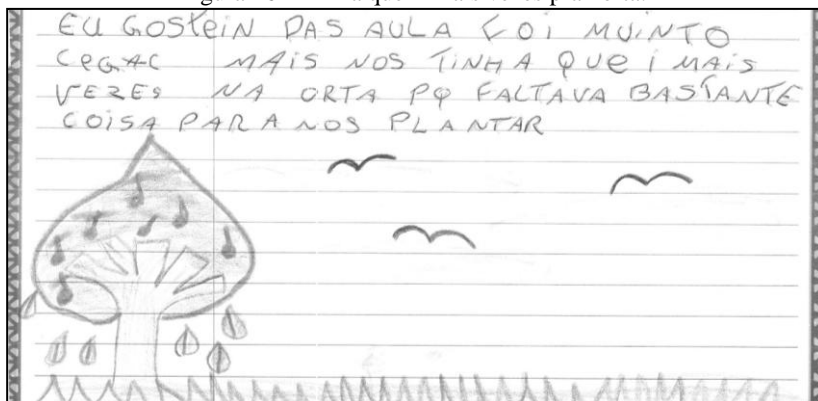 EU GOSTEIN DAS AULA FOI MUINTO
LEGAC MAIS NOS TINHA QUE I MAIS
VEZES NA ORTA PQ FALTAVA BASTANTE
COISA PARA NOS PLANTAR